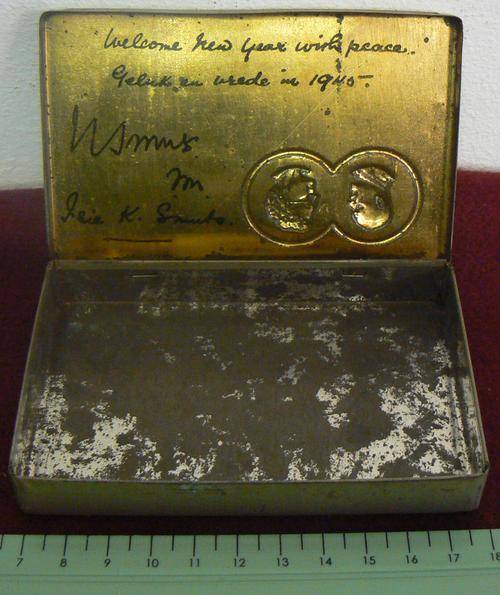 Welcome New Year with peace.
Geluk en vrede in 1945.
JCSmuts.
Isie K. Smuts.
7 8 9 10 11 12 13 14 15 16 17 18